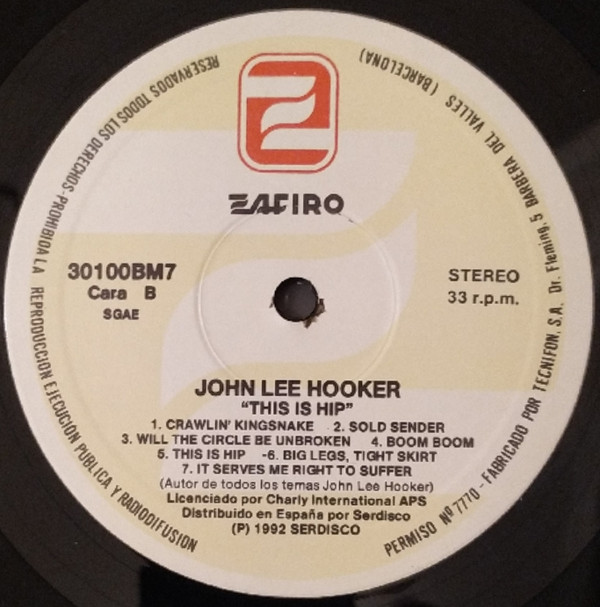 ZAFIRO
30100BM7
Cara B
SGAE
STEREO
33 r.p.m.
JOHN LEE HOOKER
“THIS IS HIP”
1. CRAWLIN' KINGSNAKE 2. SOLD SENDER
3. WILL THE CIRCLE BE UNBROKEN 4. BOOM BOOM
5. THIS IS HIP -6. BIG LEGS, TIGHT SKIRT
7. IT SERVES ME RIGHT TO SUFFER
(Autor de todos los temas John Lee Hooker)
Licenciado por Charly International APS
Distribuido en España por Serdisco
(P) 1992 SERDISCO
RESERVADOS TODOS LOS DERECHOS-PROHIBIDA LA REPRODUCCION EJECUCION PUBLICA Y RADIODIFUSION
PERMISO Nº 7770 - FABRICADO POR TECNIFON, S.A. Dr. Fleming, 5 BARBERA DEL VALLES (BARCELONA)